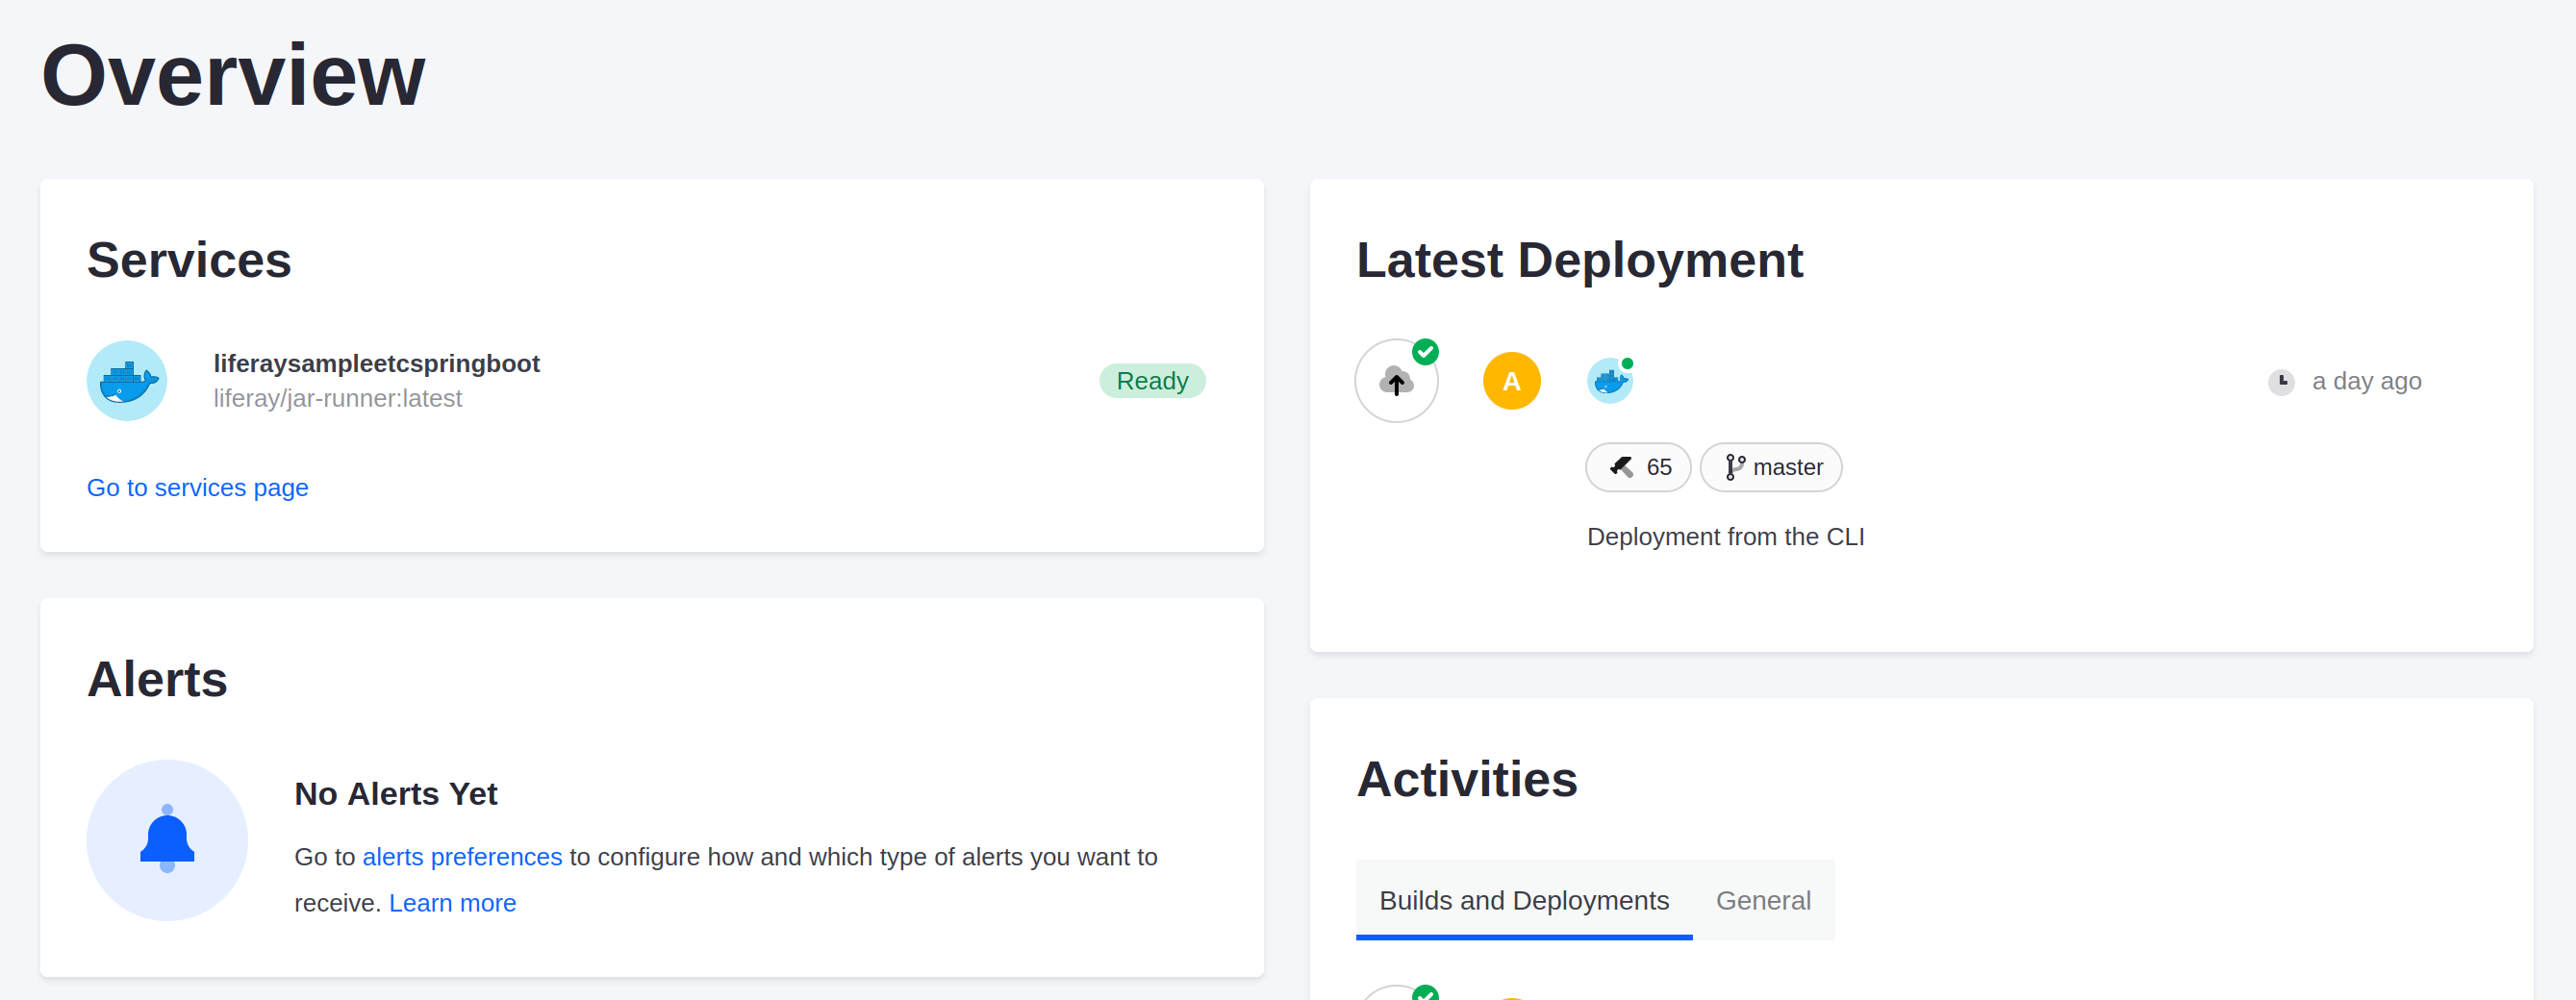 Overview
Services
liferaysampleetcspringboot
liferay/jar-runner:latest
Ready
Go to services page
Alerts
No Alerts Yet
Go to alerts preferences to configure how and which type of alerts you want to
receive. Learn more
Latest Deployment
A
a day ago
65
master
Deployment from the CLI
Activities
Builds and Deployments
General